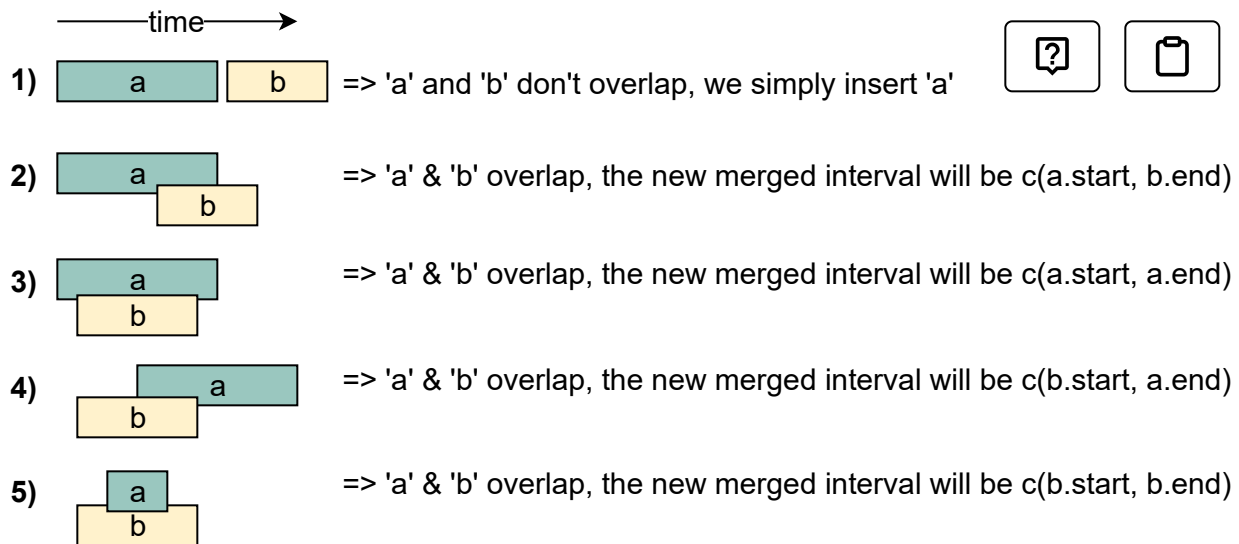 time
1) a b => 'a' and 'b' don't overlap, we simply insert 'a'
2) a => 'a' & 'b' overlap, the new merged interval will be c(a.start, b.end)
b
3) a => 'a' & 'b' overlap, the new merged interval will be c(a.start, a.end)
b
4) a => 'a' & 'b' overlap, the new merged interval will be c(b.start, a.end)
b
5) a => 'a' & 'b' overlap, the new merged interval will be c(b.start, b.end)
b